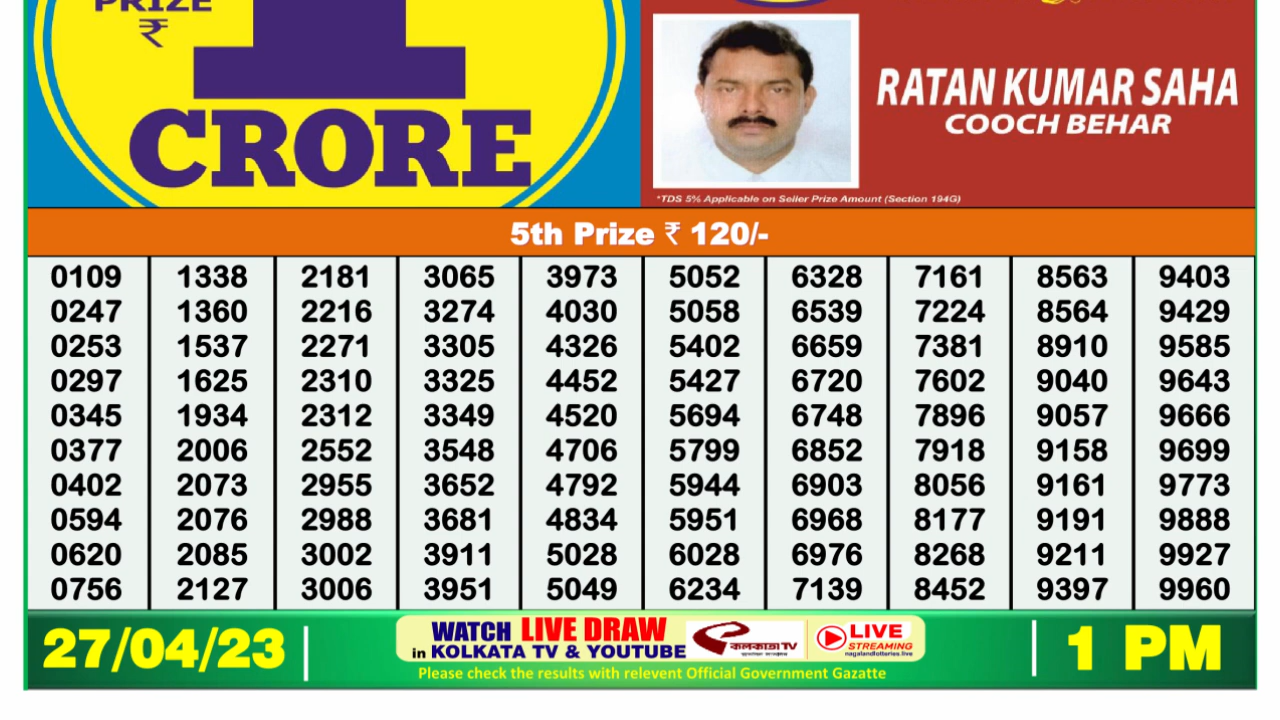 PRIZE
₹
1
CRORE
RATAN KUMAR SAHA
COOCH BEHAR
*TDS 5% Applicable on Seller Prize Amount (Section 194G)
5th Prize ₹ 120/-
0109 1338 2181 3065 3973 5052 6328 7161 8563 9403
0247 1360 2216 3274 4030 5058 6539 7224 8564 9429
0253 1537 2271 3305 4326 5402 6659 7381 8910 9585
0297 1625 2310 3325 4452 5427 6720 7602 9040 9643
0345 1934 2312 3349 4520 5694 6748 7896 9057 9666
0377 2006 2552 3548 4706 5799 6852 7918 9158 9699
0402 2073 2955 3652 4792 5944 6903 8056 9161 9773
0594 2076 2988 3681 4834 5951 6968 8177 9191 9888
0620 2085 3002 3911 5028 6028 6976 8268 9211 9927
0756 2127 3006 3951 5049 6234 7139 8452 9397 9960
27/04/23
WATCH LIVE DRAW
in KOLKATA TV & YOUTUBE
কলকাতা TV
LIVE
STREAMING
nagalandlotteries.live
Please check the results with relevent Official Government Gazatte
1 PM